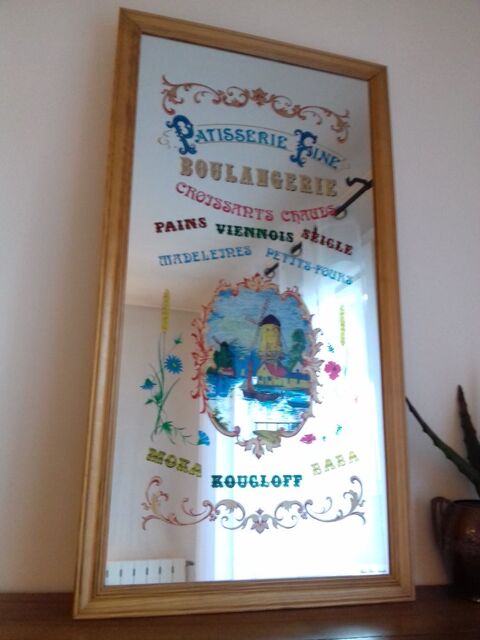 PATISSERIE FINE
BOULANGERIE
CROISSANTS CHAUDS
PAINS VIENNOIS SEIGLE
MADELEINES PETITS-FOURS
MOKA KOUGLOFF BABA